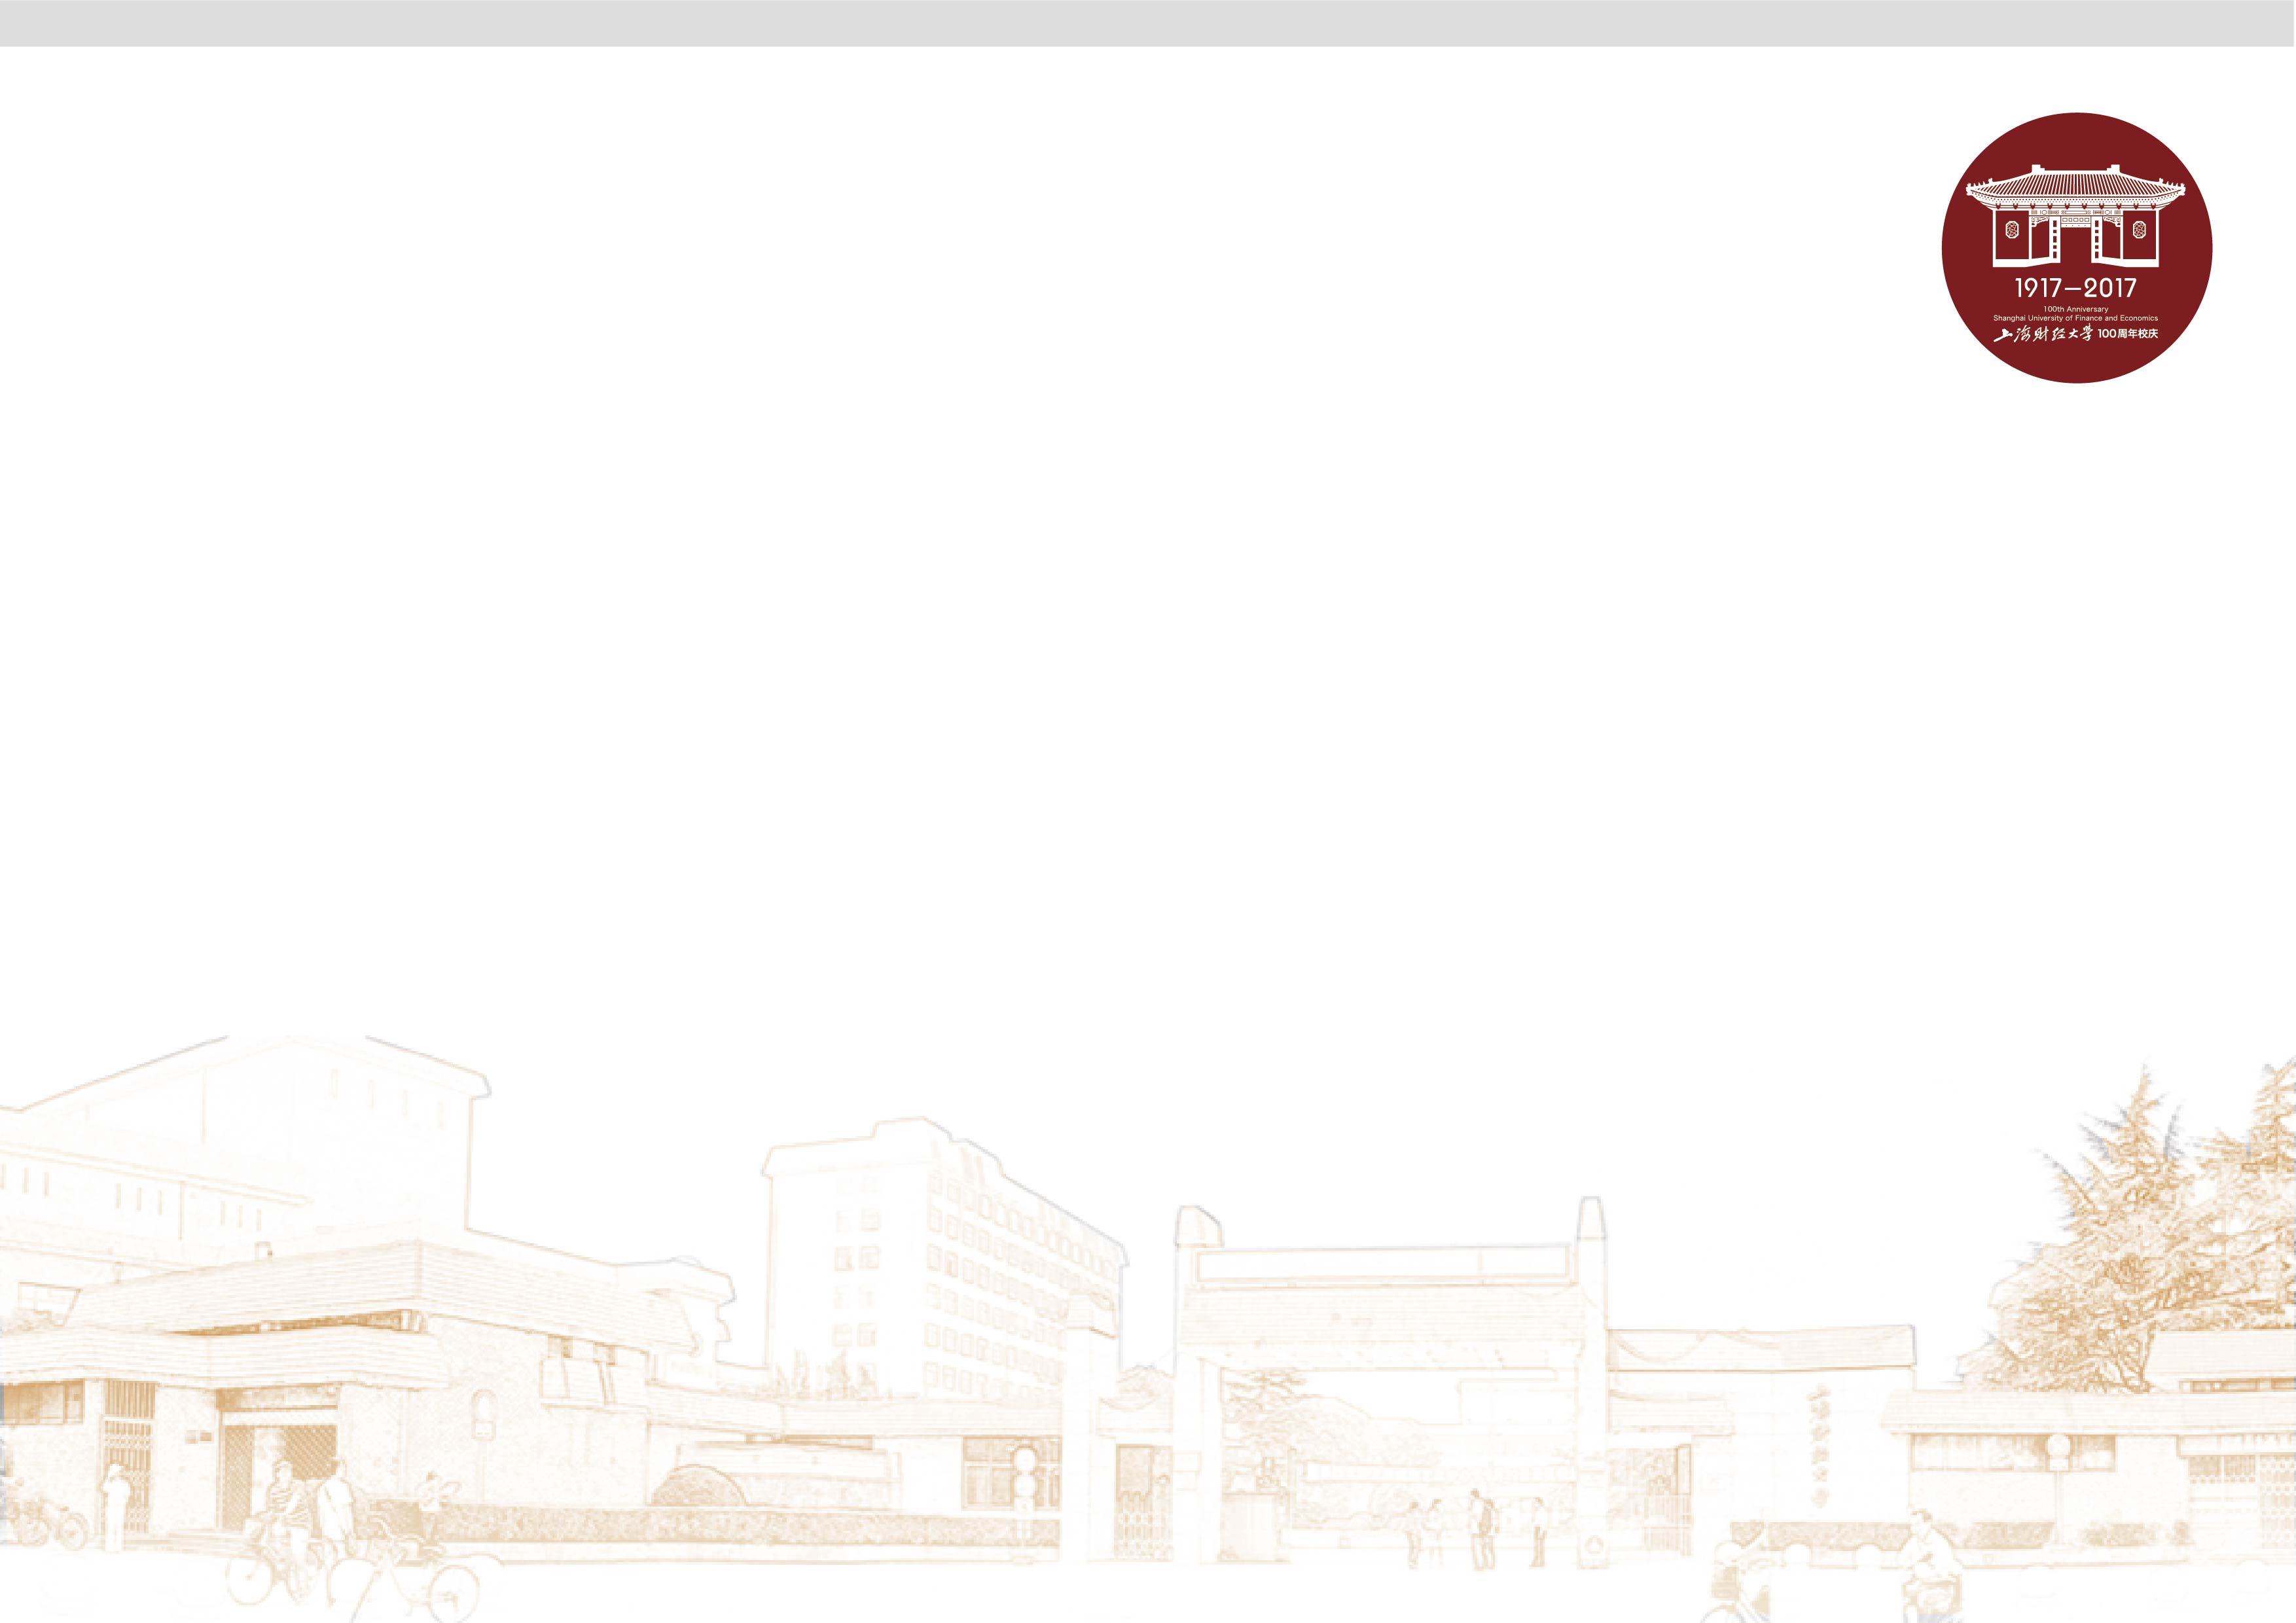 1917—2017
100th Anniversary
Shanghai University of Finance and Economics
上海财经大学 100周年校庆